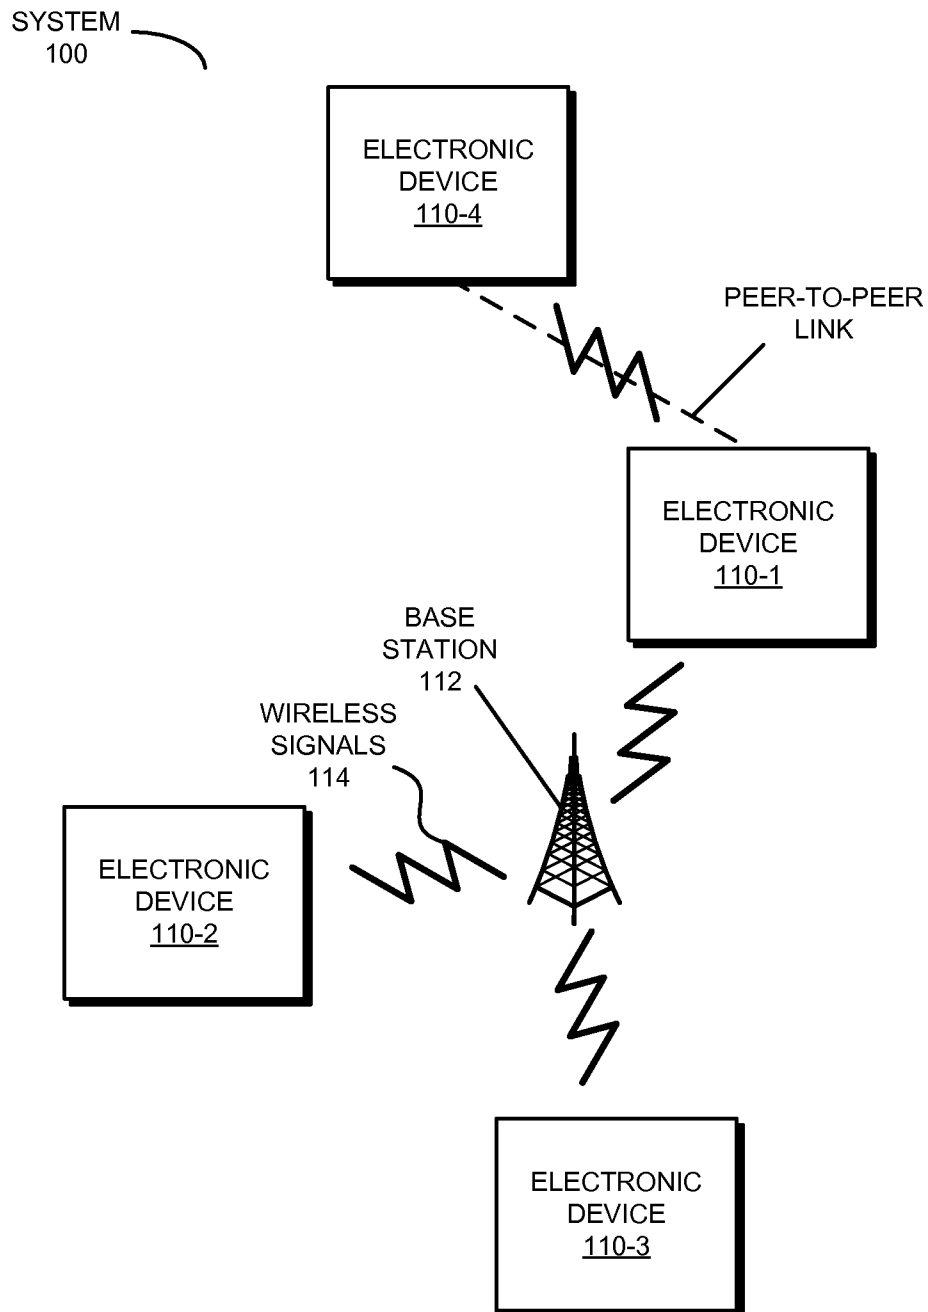 SYSTEM
100
ELECTRONIC
DEVICE
110-4
PEER-TO-PEER
LINK
ELECTRONIC
DEVICE
110-1
BASE
STATION
112
WIRELESS
SIGNALS
114
ELECTRONIC
DEVICE
110-2
ELECTRONIC
DEVICE
110-3